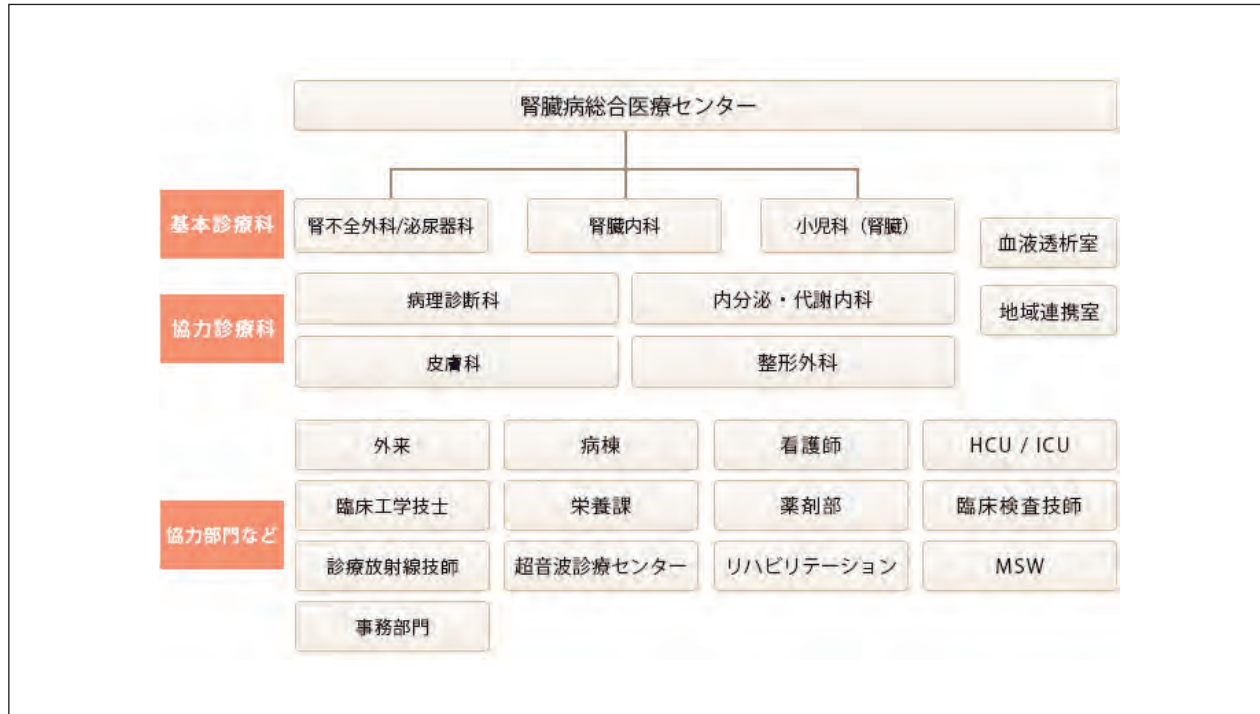 腎臓病総合医療センター
基本診療科
腎不全外科/泌尿器科
腎臓内科
小児科（腎臓）
血液透析室
協力診療科
病理診断科
内分泌・代謝内科
地域連携室
皮膚科
整形外科
協力部門など
外来
病棟
看護師
HCU / ICU
臨床工学技士
栄養課
薬剤部
臨床検査技師
診療放射線技師
超音波診療センター
リハビリテーション
MSW
事務部門